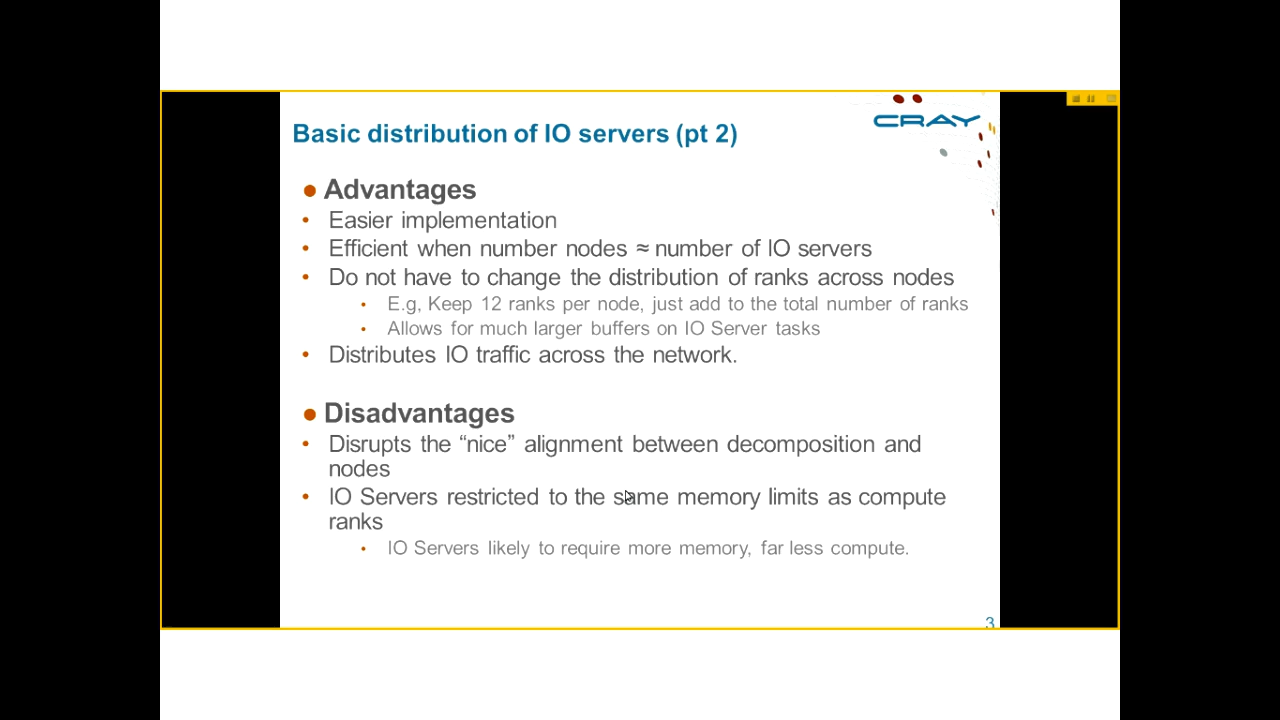 Basic distribution of IO servers (pt 2)
CRAY
● Advantages
• Easier implementation
• Efficient when number nodes ≈ number of IO servers
• Do not have to change the distribution of ranks across nodes
• E.g, Keep 12 ranks per node, just add to the total number of ranks
• Allows for much larger buffers on IO Server tasks
• Distributes IO traffic across the network.
● Disadvantages
• Disrupts the “nice” alignment between decomposition and
nodes
• IO Servers restricted to the same memory limits as compute
ranks
• IO Servers likely to require more memory, far less compute.
3